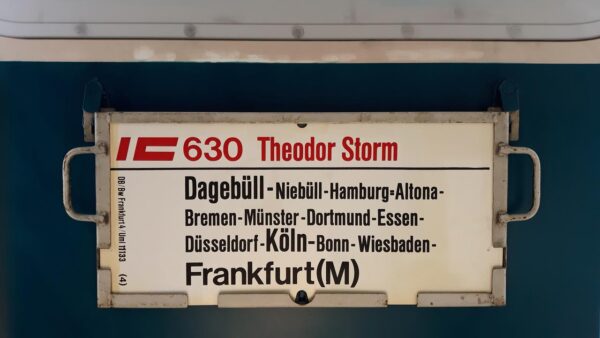 IC 630 Theodor Storm
Dagebüll-Niebüll-Hamburg=Altona-
Bremen-Münster-Dortmund-Essen-
Düsseldorf-Köln-Bonn-Wiesbaden-
Frankfurt(M)